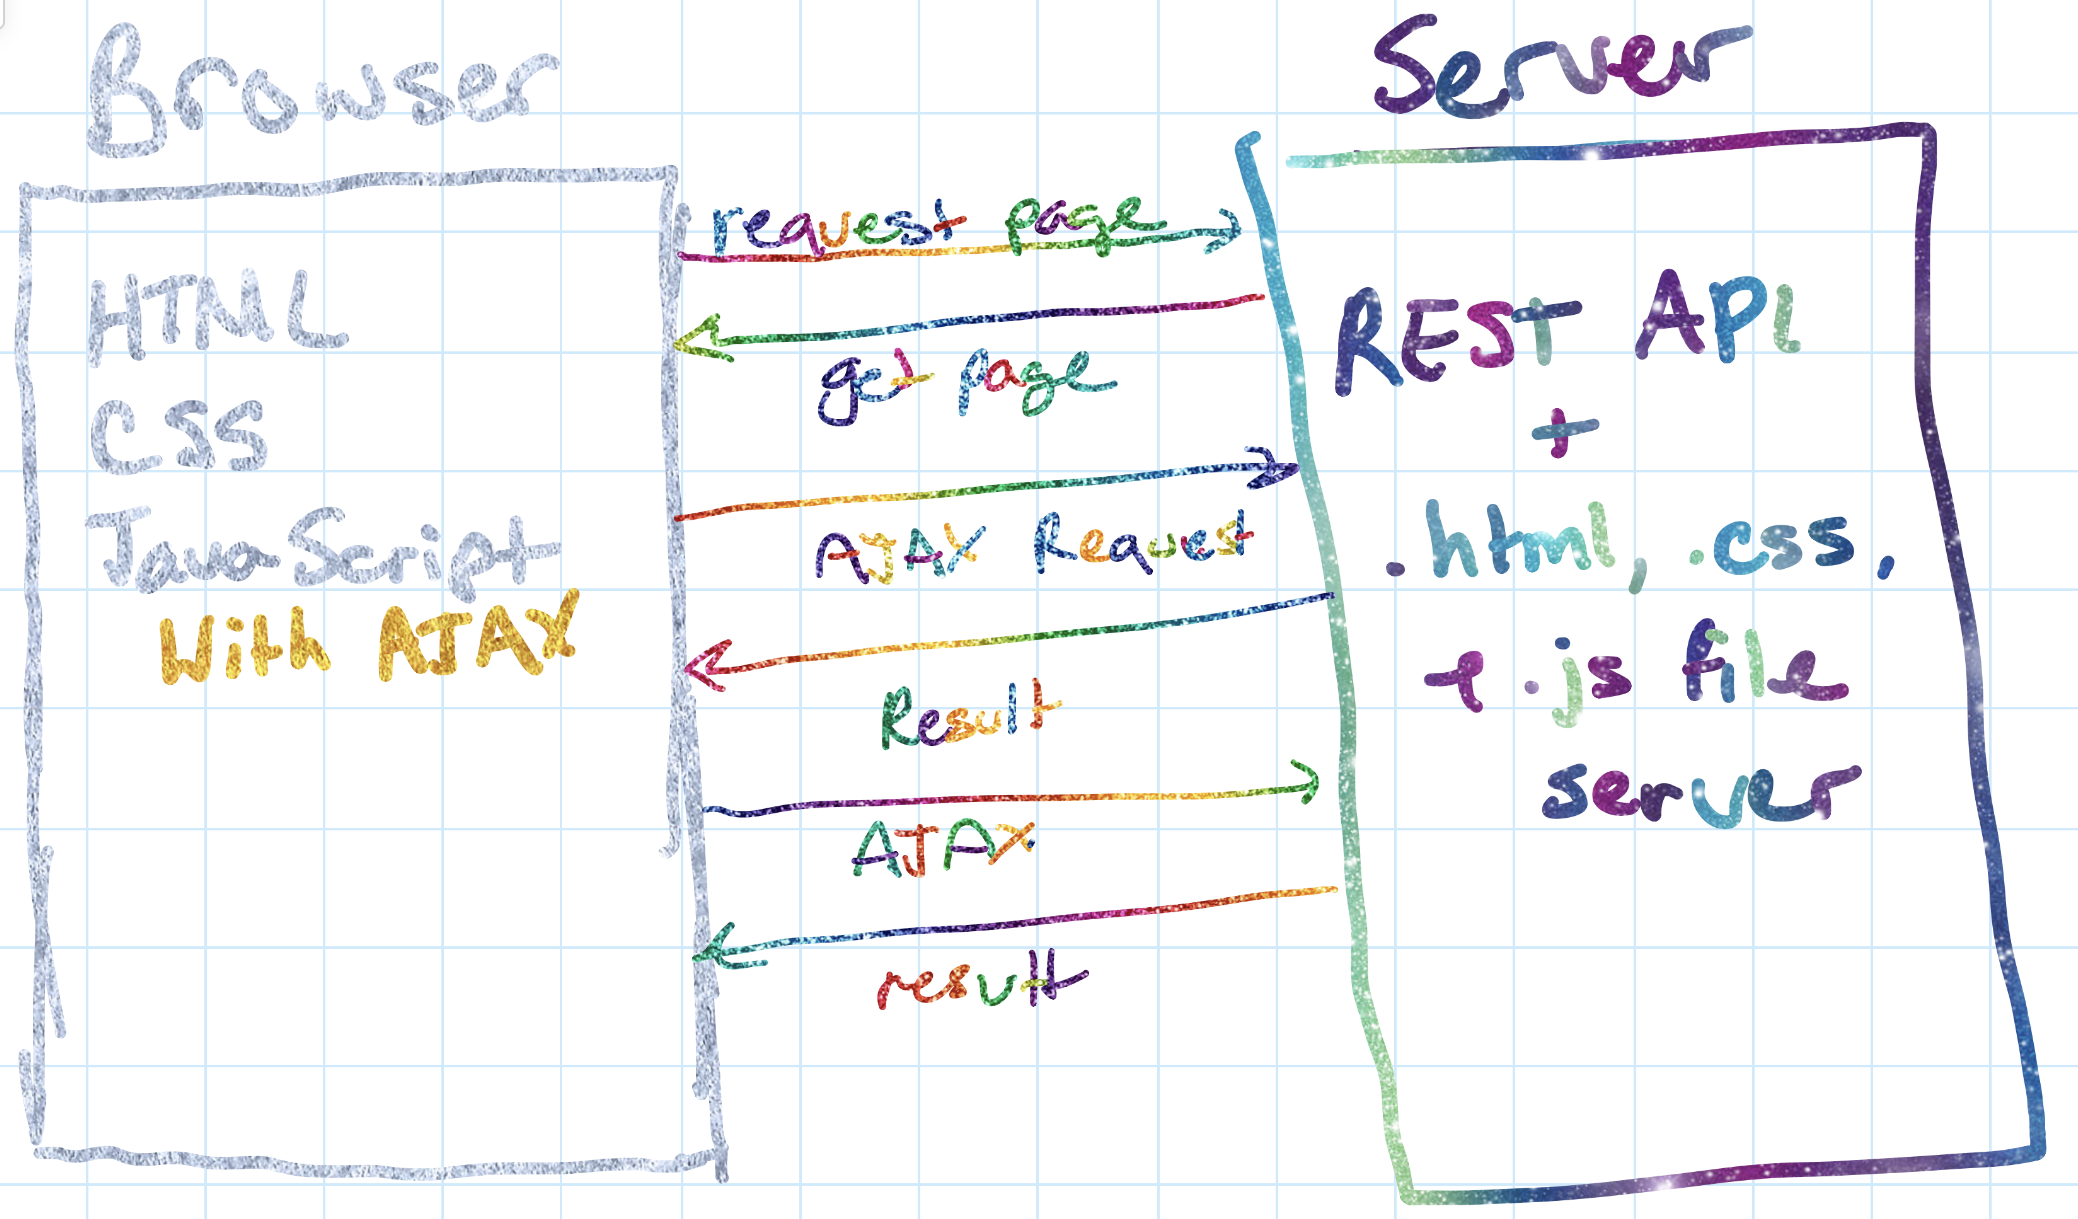 Browser
HTML
CSS
JavaScript
With AJAX
request page
get page
AJAX Request
Result
AJAX
result
Server
REST API
+
.html, .css,
+ .js file
server